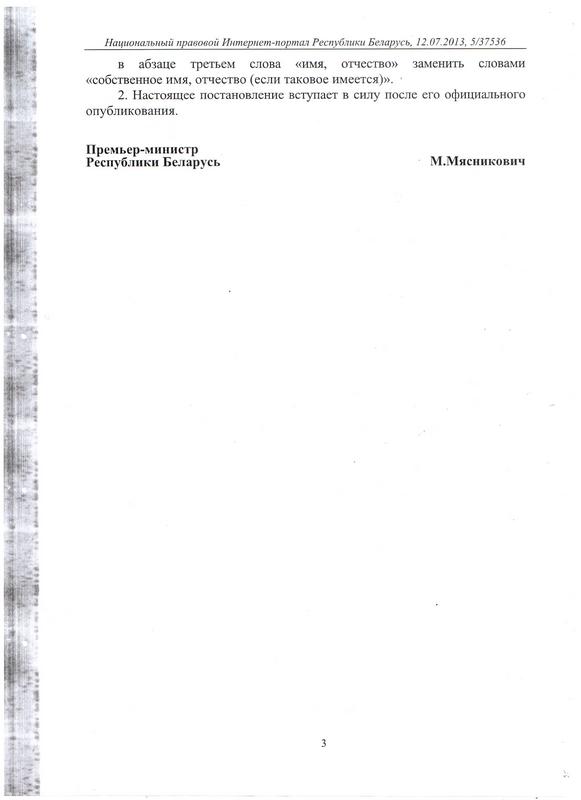 Национальный правовой Интернет-портал Республики Беларусь, 12.07.2013, 5/37536
в абзаце третьем слова «имя, отчество» заменить словами
«собственное имя, отчество (если таковое имеется)».
2. Настоящее постановление вступает в силу после его официального
опубликования.
Премьер-министр
Республики Беларусь М.Мясникович
3